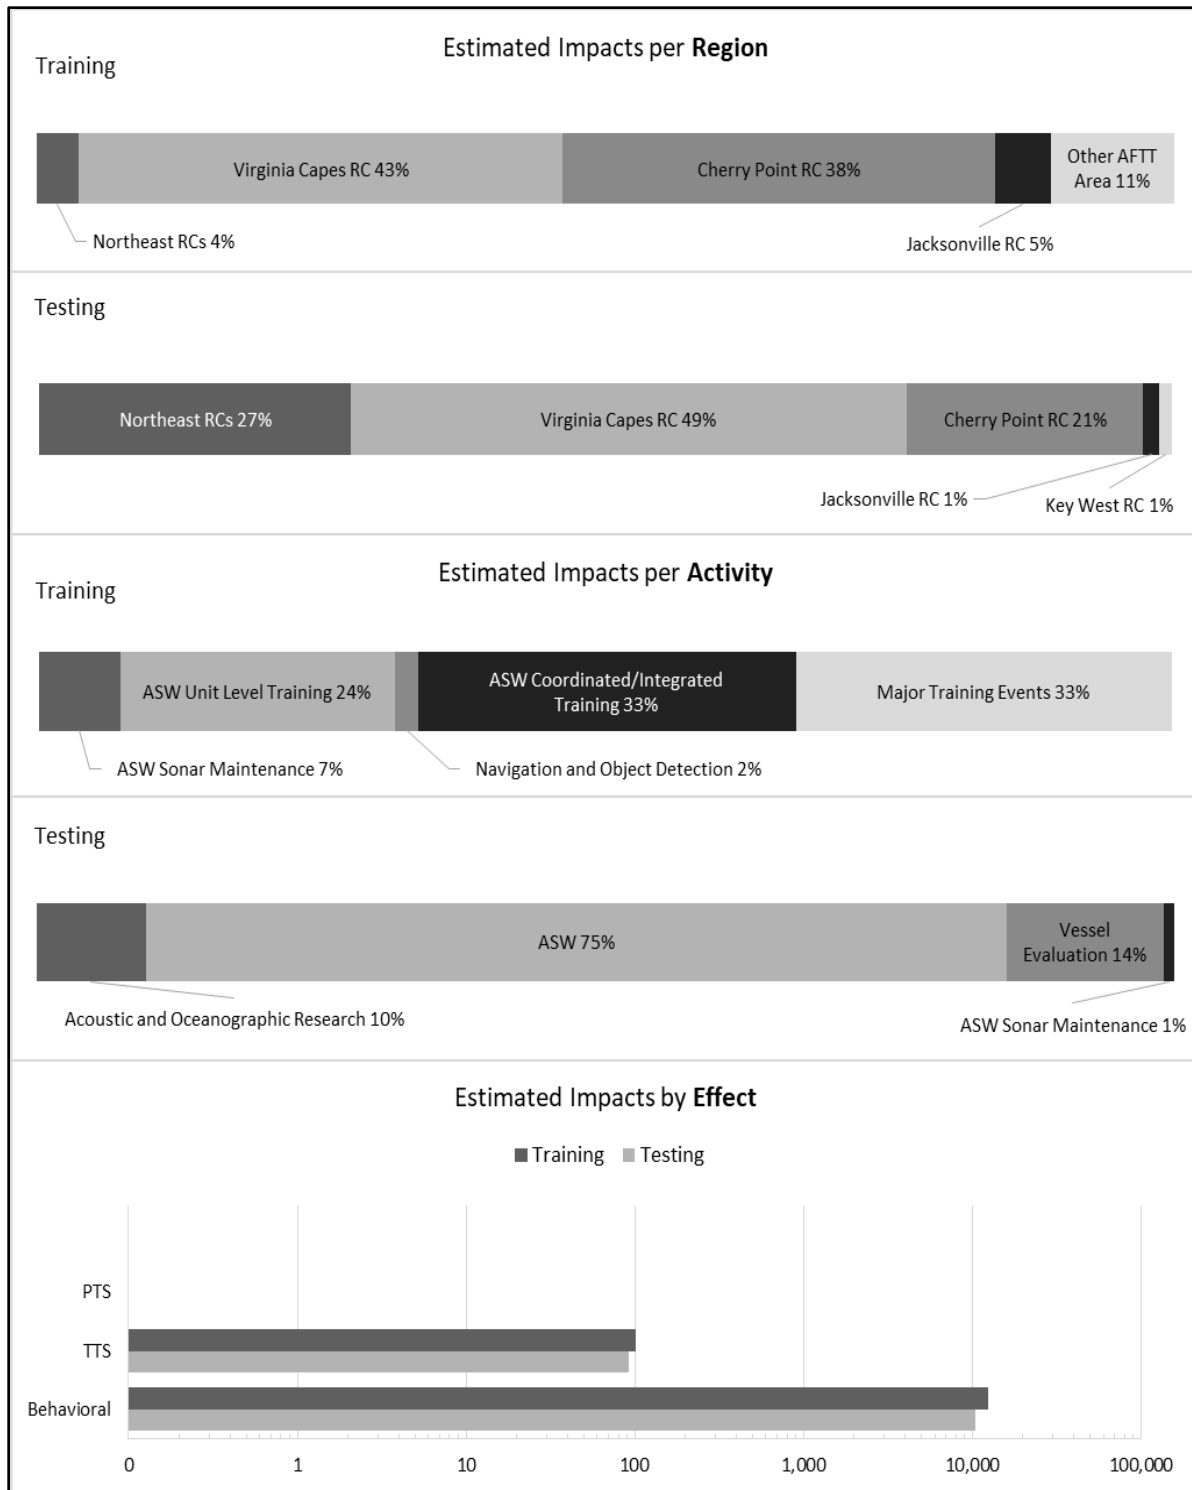 Estimated Impacts per Region
Training
Virginia Capes RC 43%
Cherry Point RC 38%
Other AFTT
Area 11%
Northeast RCs 4%
Jacksonville RC 5%
Testing
Northeast RCs 27%
Virginia Capes RC 49%
Cherry Point RC 21%
Jacksonville RC 1%
Key West RC 1%
Estimated Impacts per Activity
Training
ASW Unit Level Training 24%
ASW Coordinated/Integrated
Training 33%
Major Training Events 33%
ASW Sonar Maintenance 7%
Navigation and Object Detection 2%
Testing
ASW 75%
Vessel
Evaluation 14%
Acoustic and Oceanographic Research 10%
ASW Sonar Maintenance 1%
Estimated Impacts by Effect
Training Testing
PTS
TTS
Behavioral
0 1 10 100 1,000 10,000 100,000